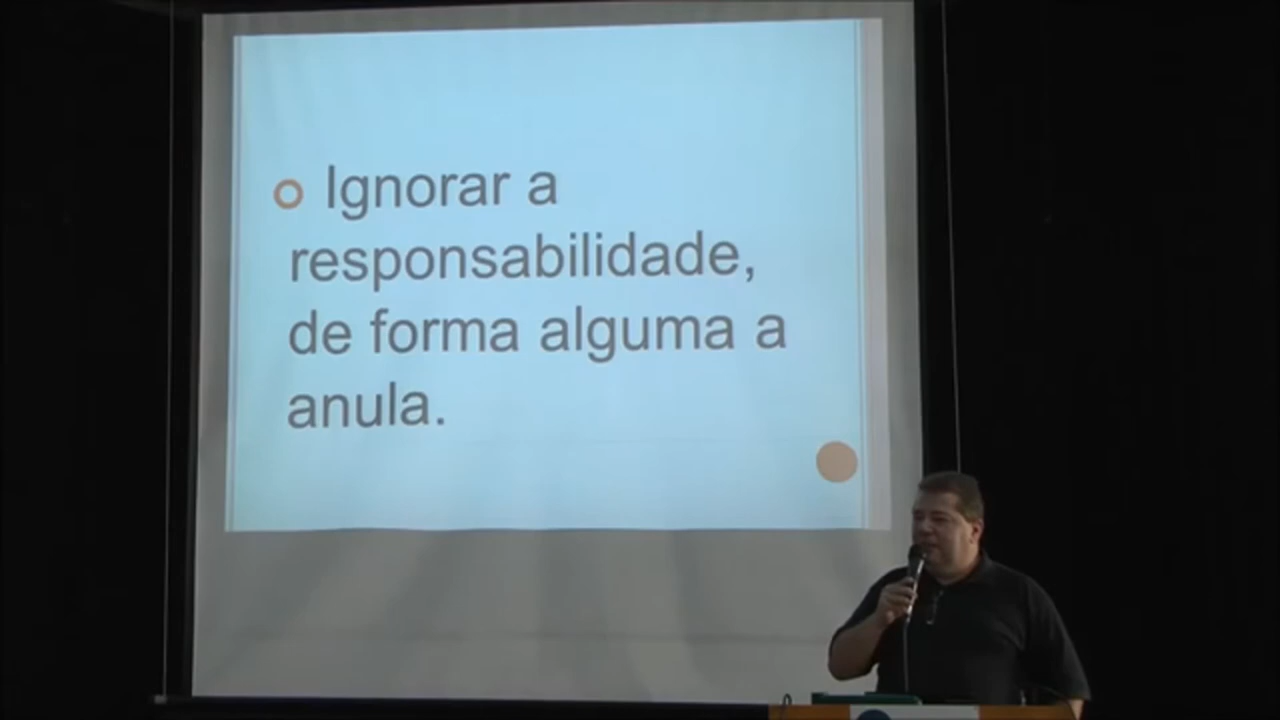 Ignorar a
responsabilidade,
de forma alguma a
anula.